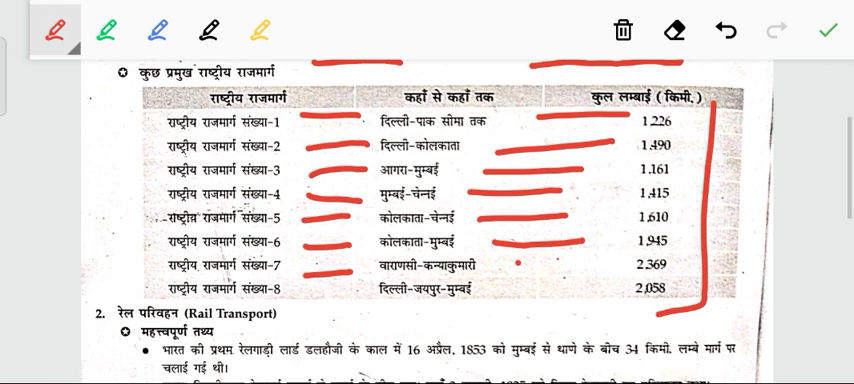 ✪ कुछ प्रमुख राष्ट्रीय राजमार्ग
राष्ट्रीय राजमार्ग कहाँ से कहाँ तक कुल लम्बाई (किमी.)
राष्ट्रीय राजमार्ग संख्या-1 दिल्ली-पाक सीमा तक 1,226
राष्ट्रीय राजमार्ग संख्या-2 दिल्ली-कोलकाता 1,490
राष्ट्रीय राजमार्ग संख्या-3 आगरा-मुम्बई 1,161
राष्ट्रीय राजमार्ग संख्या-4 मुम्बई-चेन्नई 1,415
राष्ट्रीय राजमार्ग संख्या-5 कोलकाता-चेन्नई 1,610
राष्ट्रीय राजमार्ग संख्या-6 कोलकाता-मुम्बई 1,945
राष्ट्रीय राजमार्ग संख्या-7 वाराणसी-कन्याकुमारी 2,369
राष्ट्रीय राजमार्ग संख्या-8 दिल्ली-जयपुर-मुम्बई 2,058
2. रेल परिवहन (Rail Transport)
✪ महत्त्वपूर्ण तथ्य
● भारत की प्रथम रेलगाड़ी लार्ड डलहौजी के काल में 16 अप्रैल, 1853 को मुम्बई से थाणे के बीच 34 किमी. लम्बे मार्ग पर
चलाई गई थी।